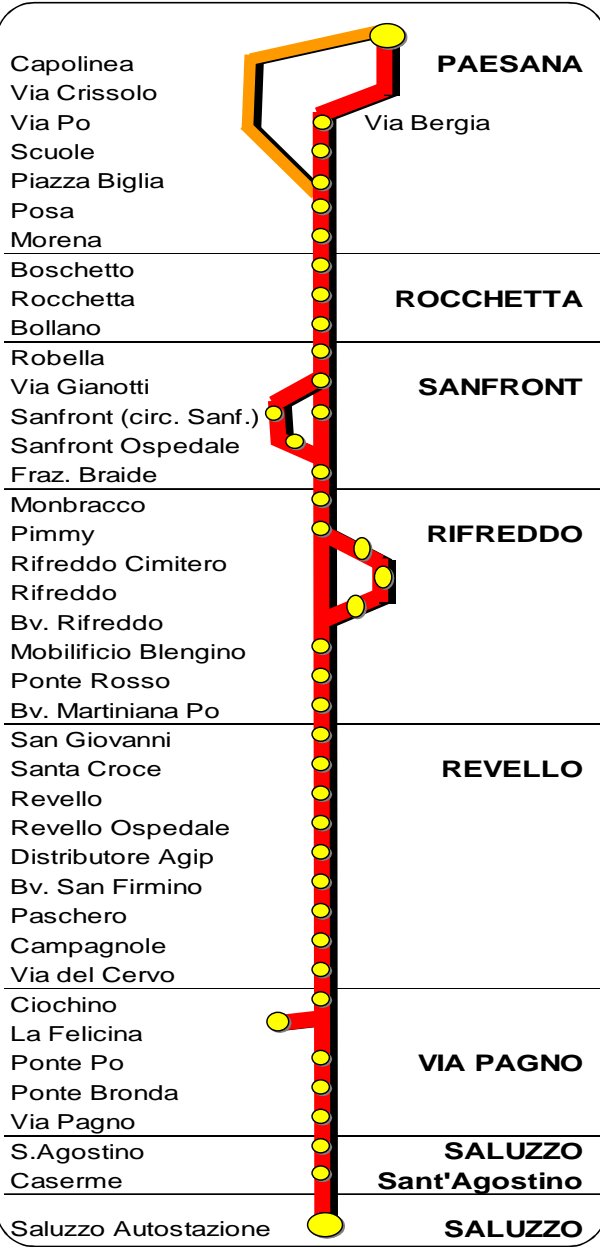 Capolinea PAESANA
Via Crissolo
Via Po Via Bergia
Scuole
Piazza Biglia
Posa
Morena
Boschetto
Rocchetta ROCCHETTA
Bollano
Robella
Via Gianotti SANFRONT
Sanfront (circ. Sanf.)
Sanfront Ospedale
Fraz. Braide
Monbracco
Pimmy RIFREDDO
Rifreddo Cimitero
Rifreddo
Bv. Rifreddo
Mobilificio Blengino
Ponte Rosso
Bv. Martiniana Po
San Giovanni
Santa Croce REVELLO
Revello
Revello Ospedale
Distributore Agip
Bv. San Firmino
Paschero
Campagnole
Via del Cervo
Ciochino
La Felicina
Ponte Po VIA PAGNO
Ponte Bronda
Via Pagno
S.Agostino SALUZZO
Caserme Sant'Agostino
Saluzzo Autostazione SALUZZO